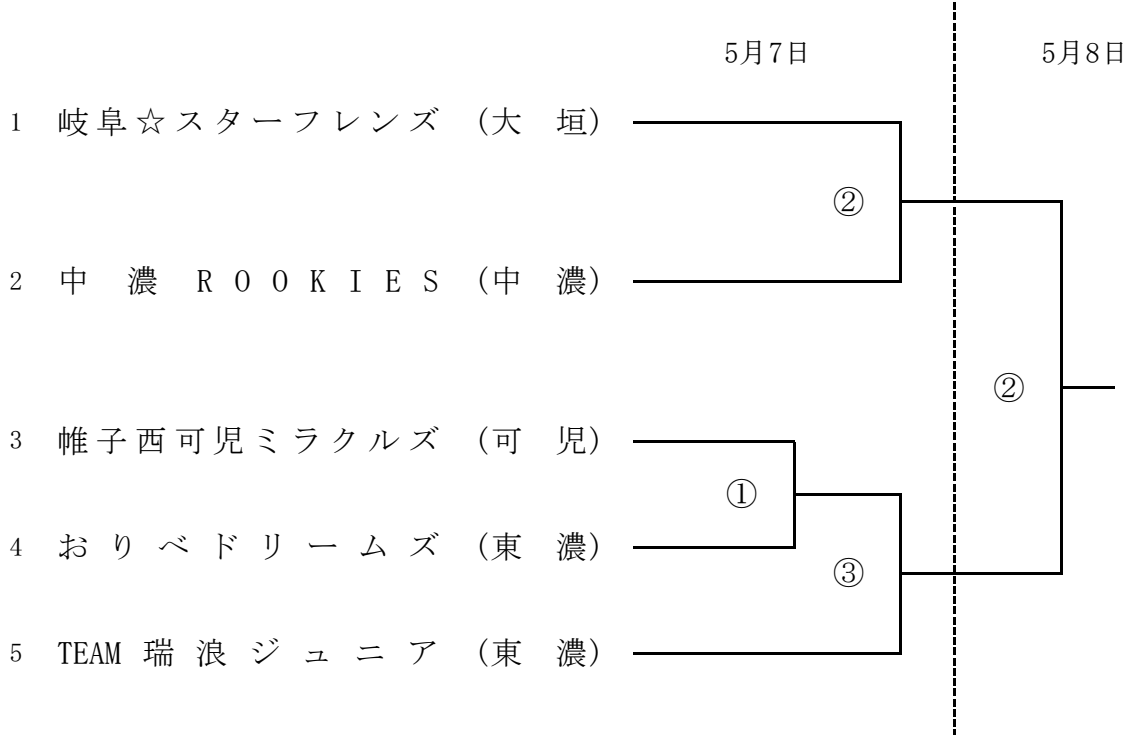 5月7日 5月8日
1 岐阜☆スターフレンズ (大 垣)
②
2 中 濃 ROOKIES (中 濃)
②
3 帷子西可児ミラクルズ (可 児)
①
4 おりベドリームズ (東 濃)
③
5 TEAM 瑞浪ジュニア (東 濃)